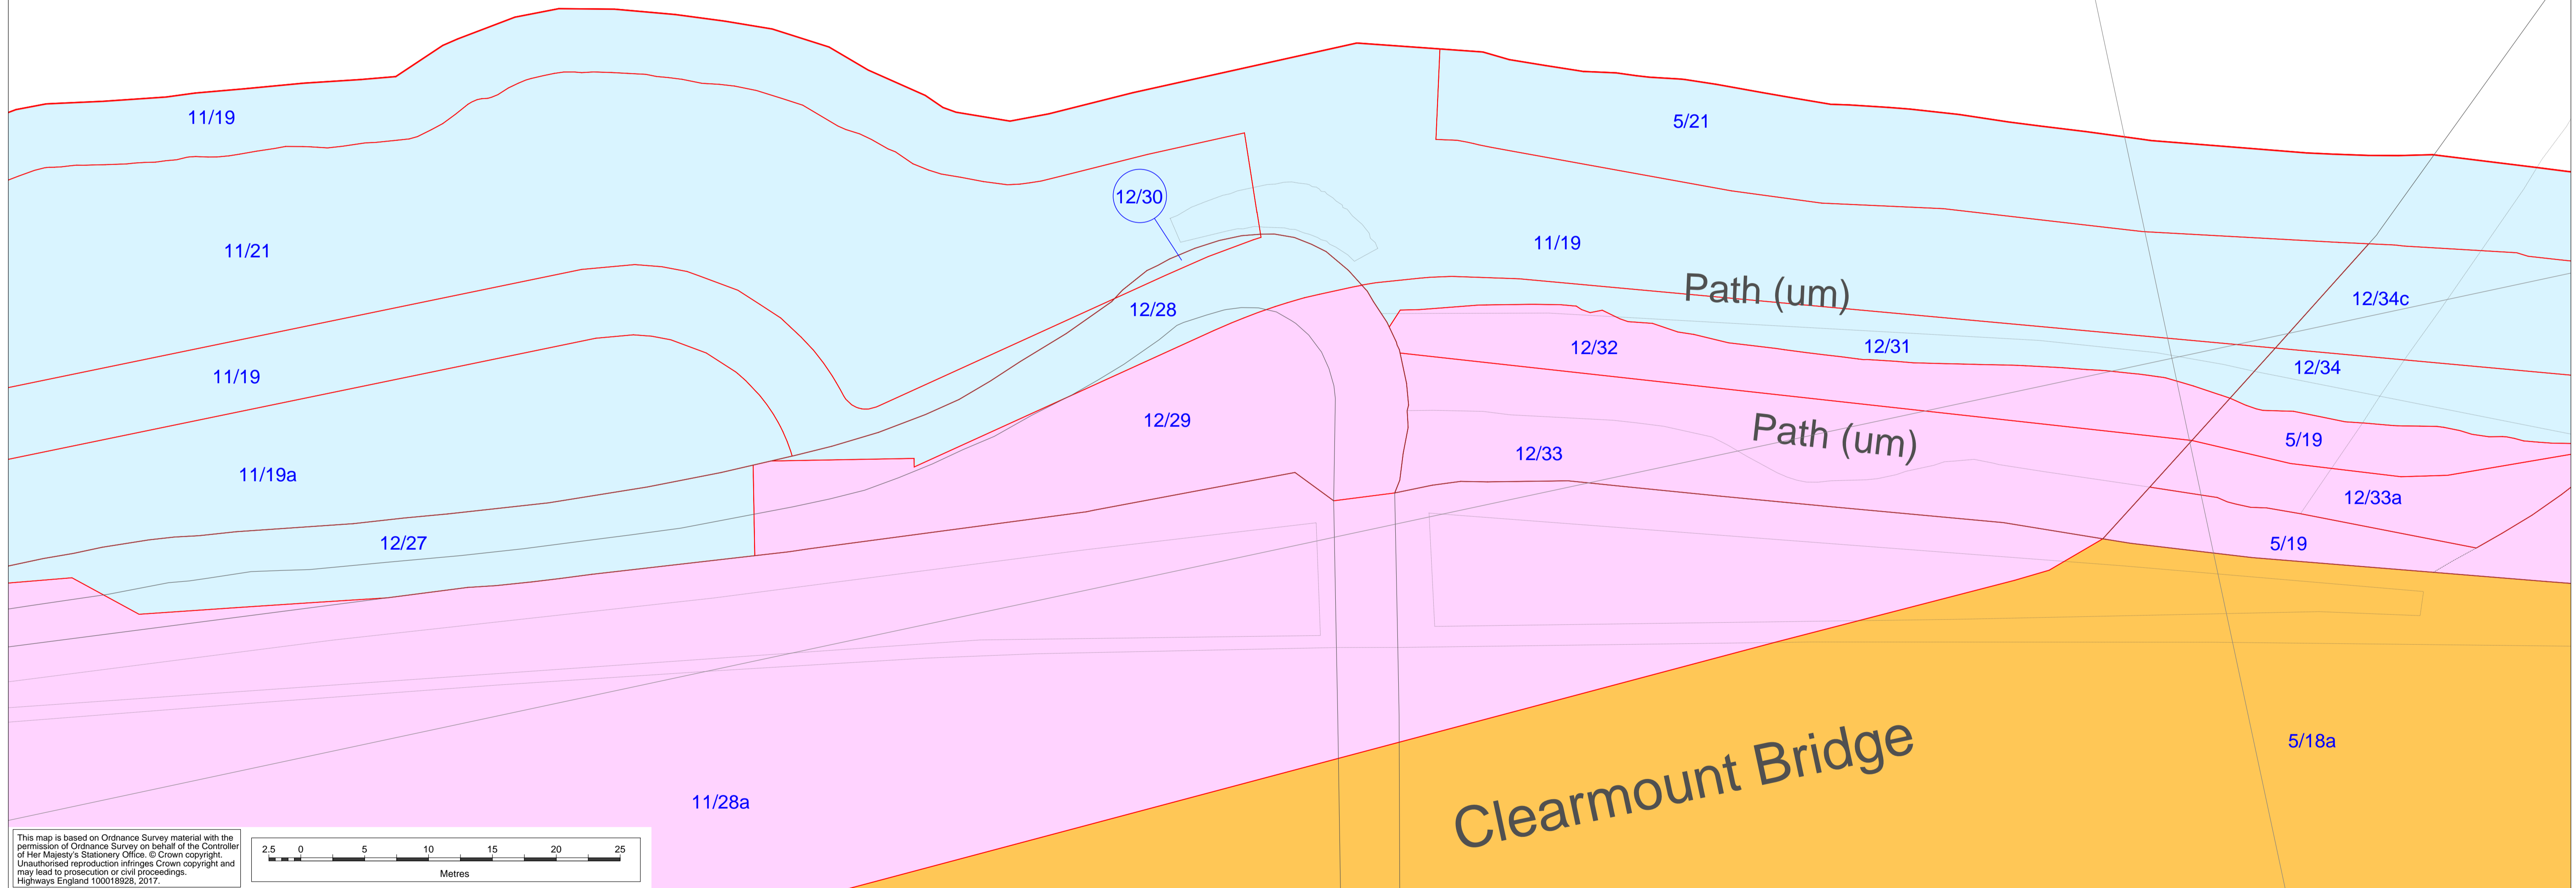 11/19
5/21
12/30
11/21
11/19
Path (um)
12/34c
12/28
12/32
12/31
12/34
11/19
12/29
Path (um)
5/19
12/33
11/19a
12/33a
12/27
5/19
5/18a
Clearmount Bridge
11/28a
This map is based on Ordnance Survey material with the
permission of Ordnance Survey on behalf of the Controller
of Her Majesty's Stationery Office. © Crown copyright.
Unauthorised reproduction infringes Crown copyright and
may lead to prosecution or civil proceedings.
Highways England 100018928, 2017.
2.5 0 5 10 15 20 25
Metres